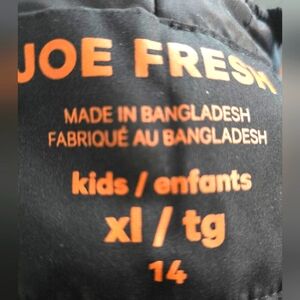 JOE FRESH
MADE IN BANGLADESH
FABRIQUÉ AU BANGLADESH
kids / enfants
xl / tg
14